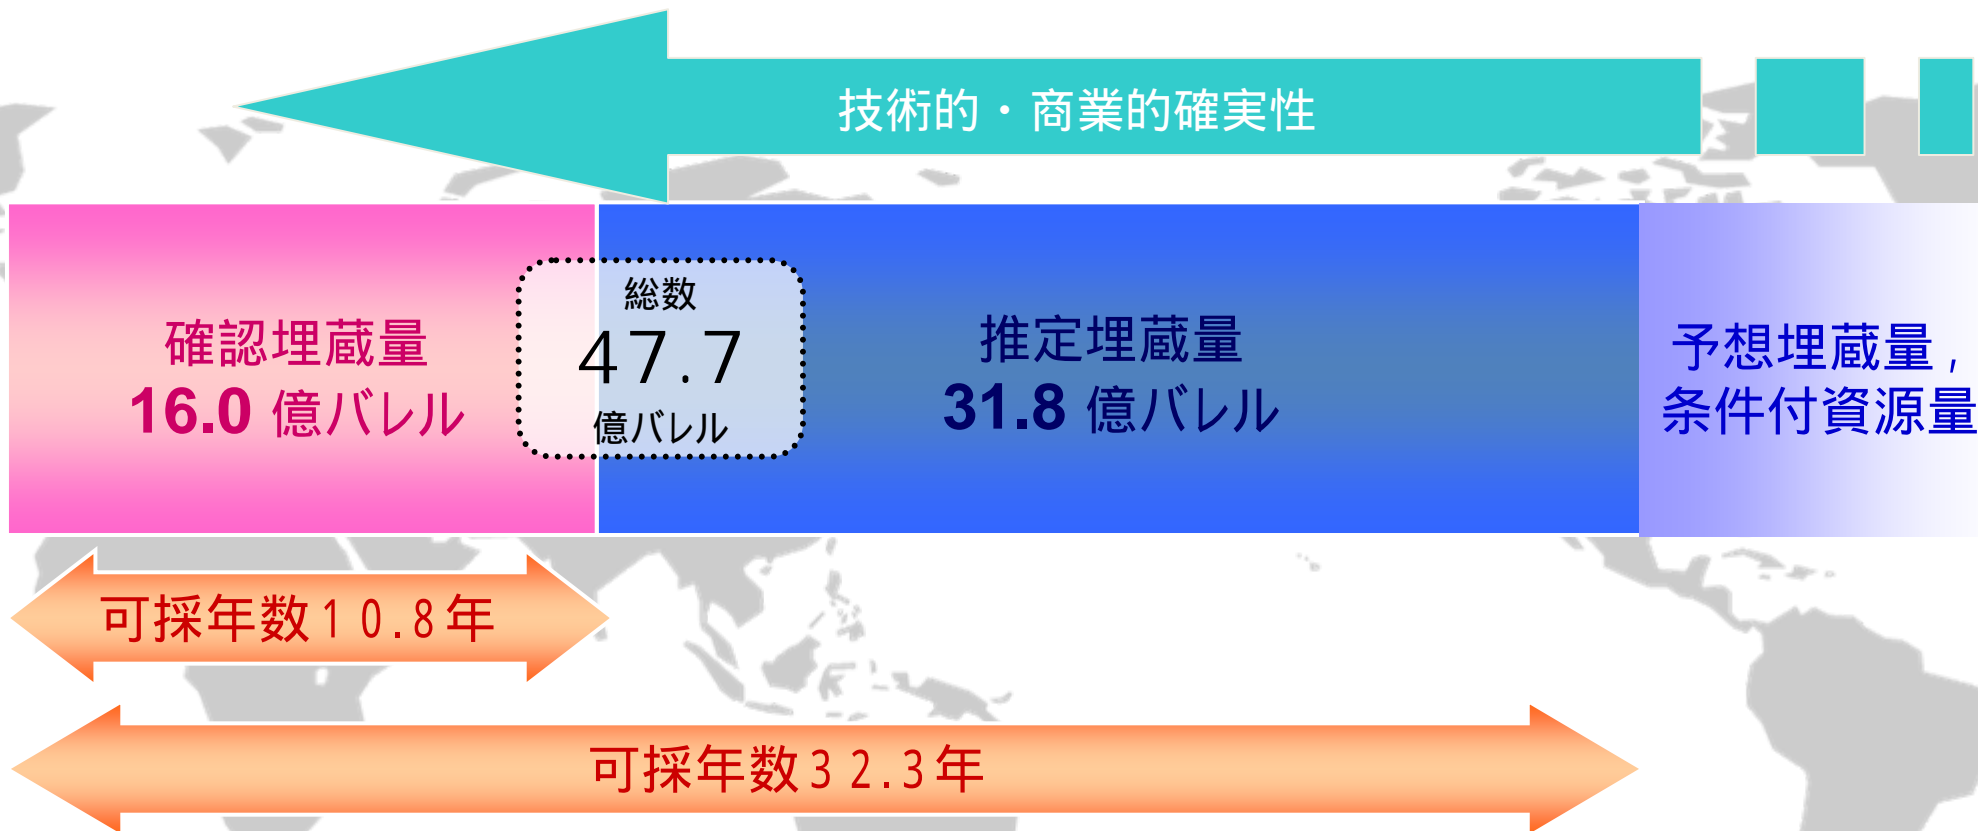 技術的・商業的確実性
確認埋蔵量
16.0 億バレル
総数
47.7
億バレル
推定埋蔵量
31.8 億バレル
予想埋蔵量,
条件付資源量
可採年数10.8年
可採年数32.3年